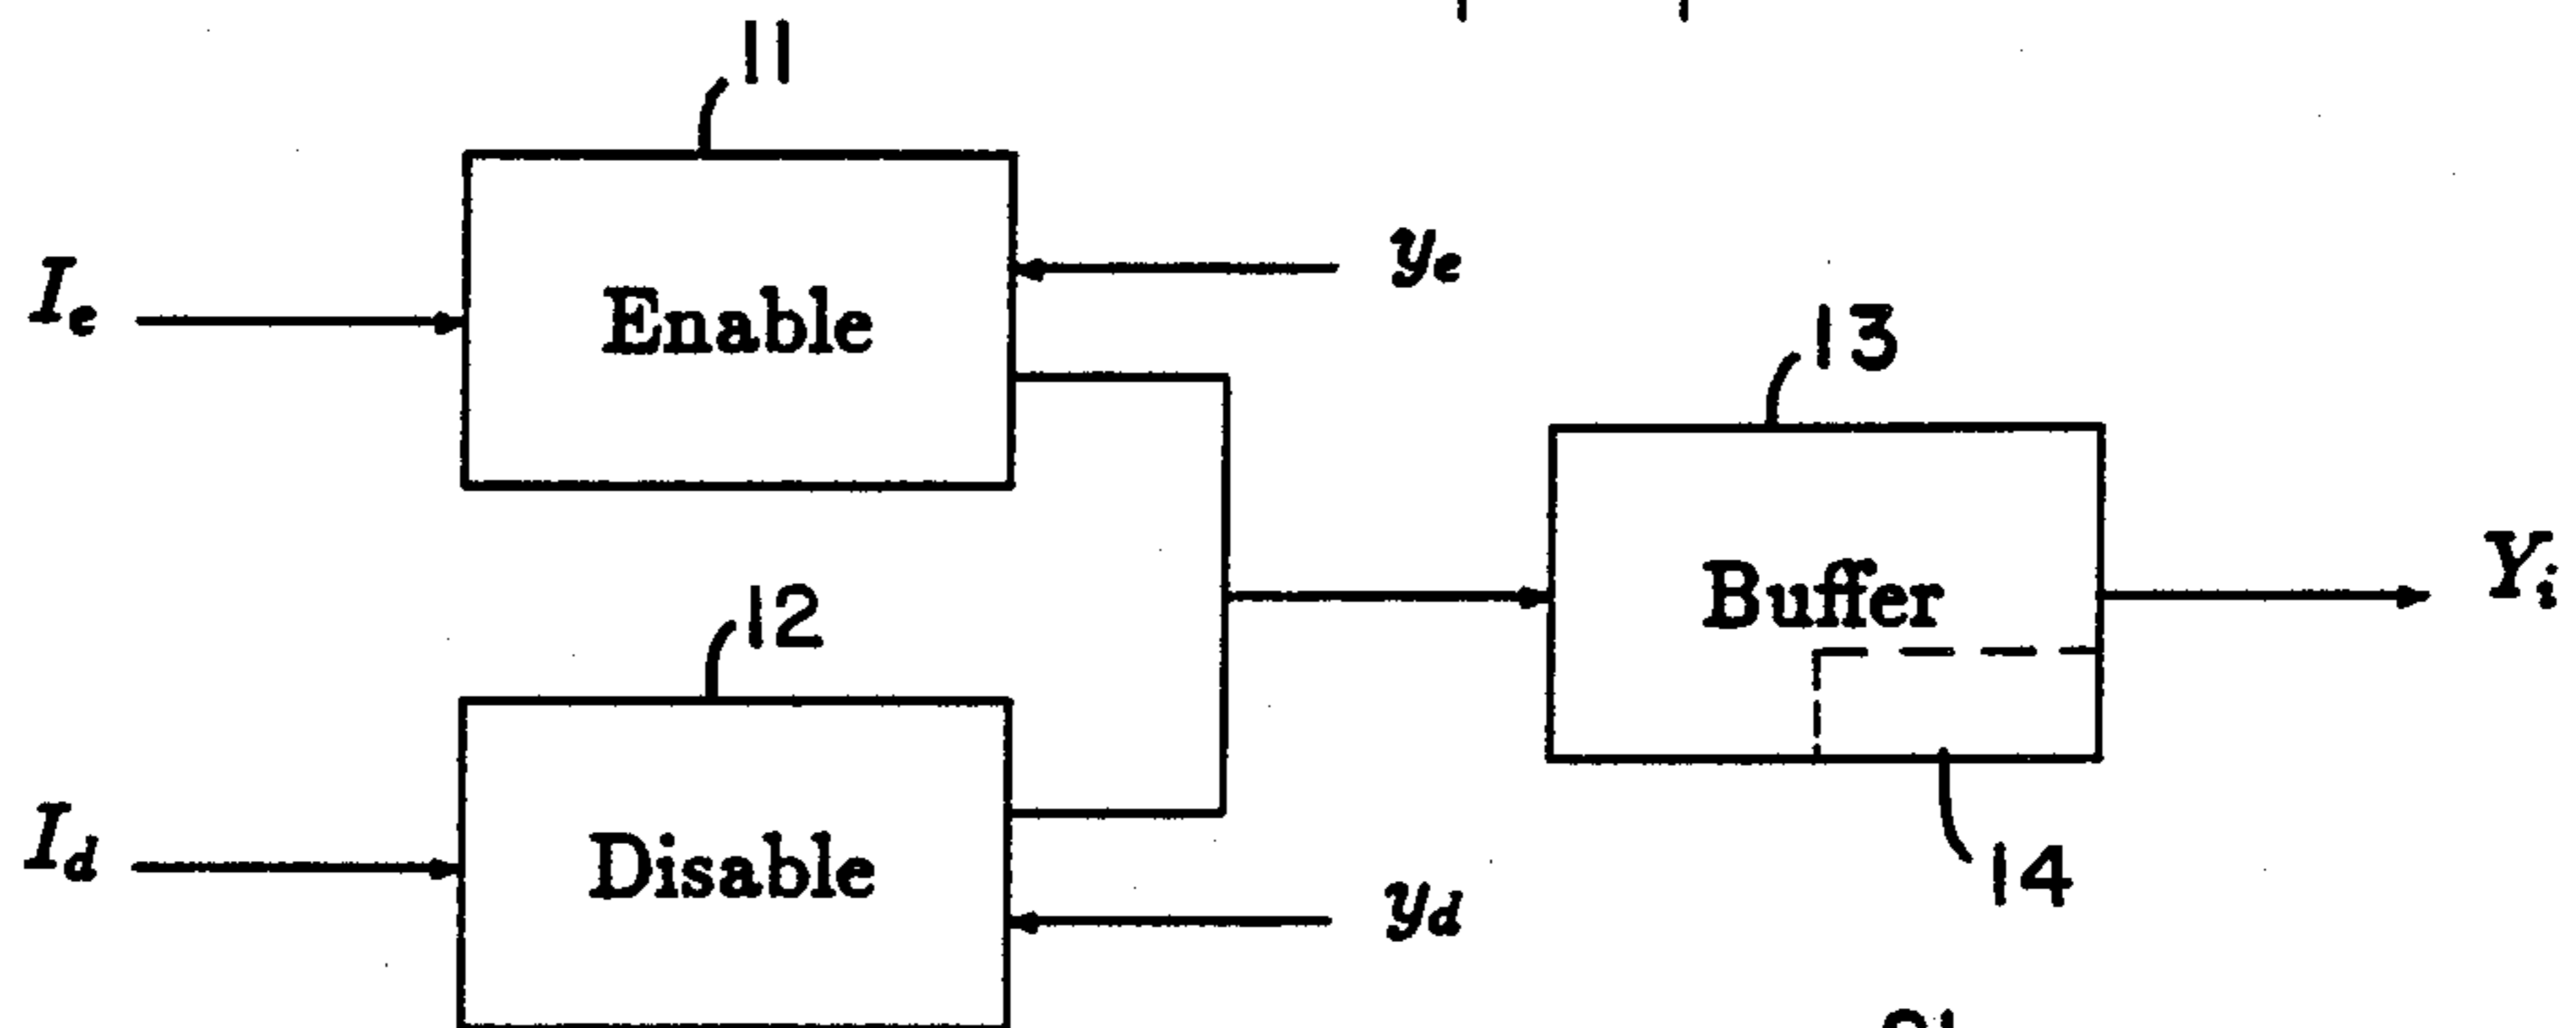 11
I_e
Enable
y_e
13
Buffer
Y_i
12
I_d
Disable
y_d
14